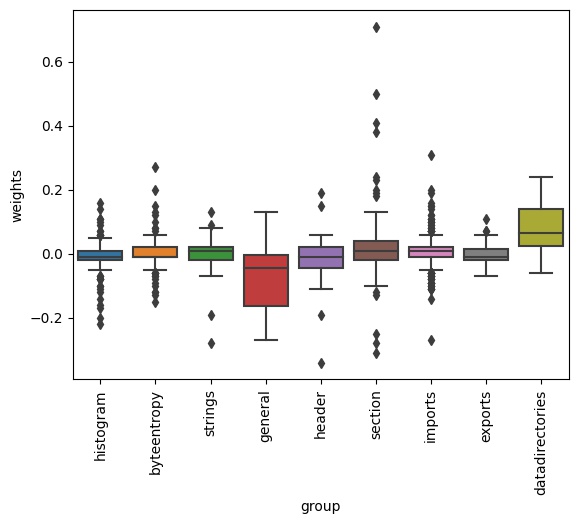 weights
0.6
0.4
0.2
0.0
−0.2
histogram
byteentropy
strings
general
header
section
imports
exports
datadirectories
group